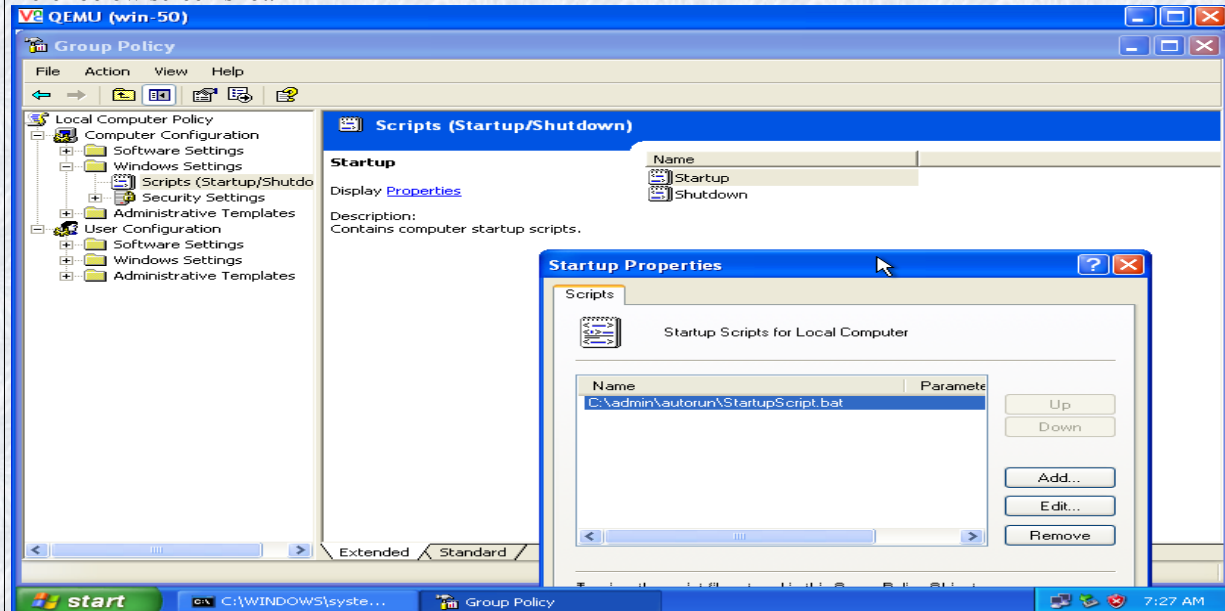 QEMU (win-50)
Group Policy
File Action View Help
Local Computer Policy
Computer Configuration
Software Settings
Windows Settings
Scripts (Startup/Shutdo
Security Settings
Administrative Templates
User Configuration
Software Settings
Windows Settings
Administrative Templates
Scripts (Startup/Shutdown)
Startup
Display Properties
Description:
Contains computer startup scripts.
Name
Startup
Shutdown
Startup Properties
Scripts
Startup Scripts for Local Computer
Name Paramete
C:\admin\autorun\StartupScript.bat
Up
Down
Add...
Edit...
Remove
Extended Standard
start C:\WINDOWS\syste... Group Policy 7:27 AM